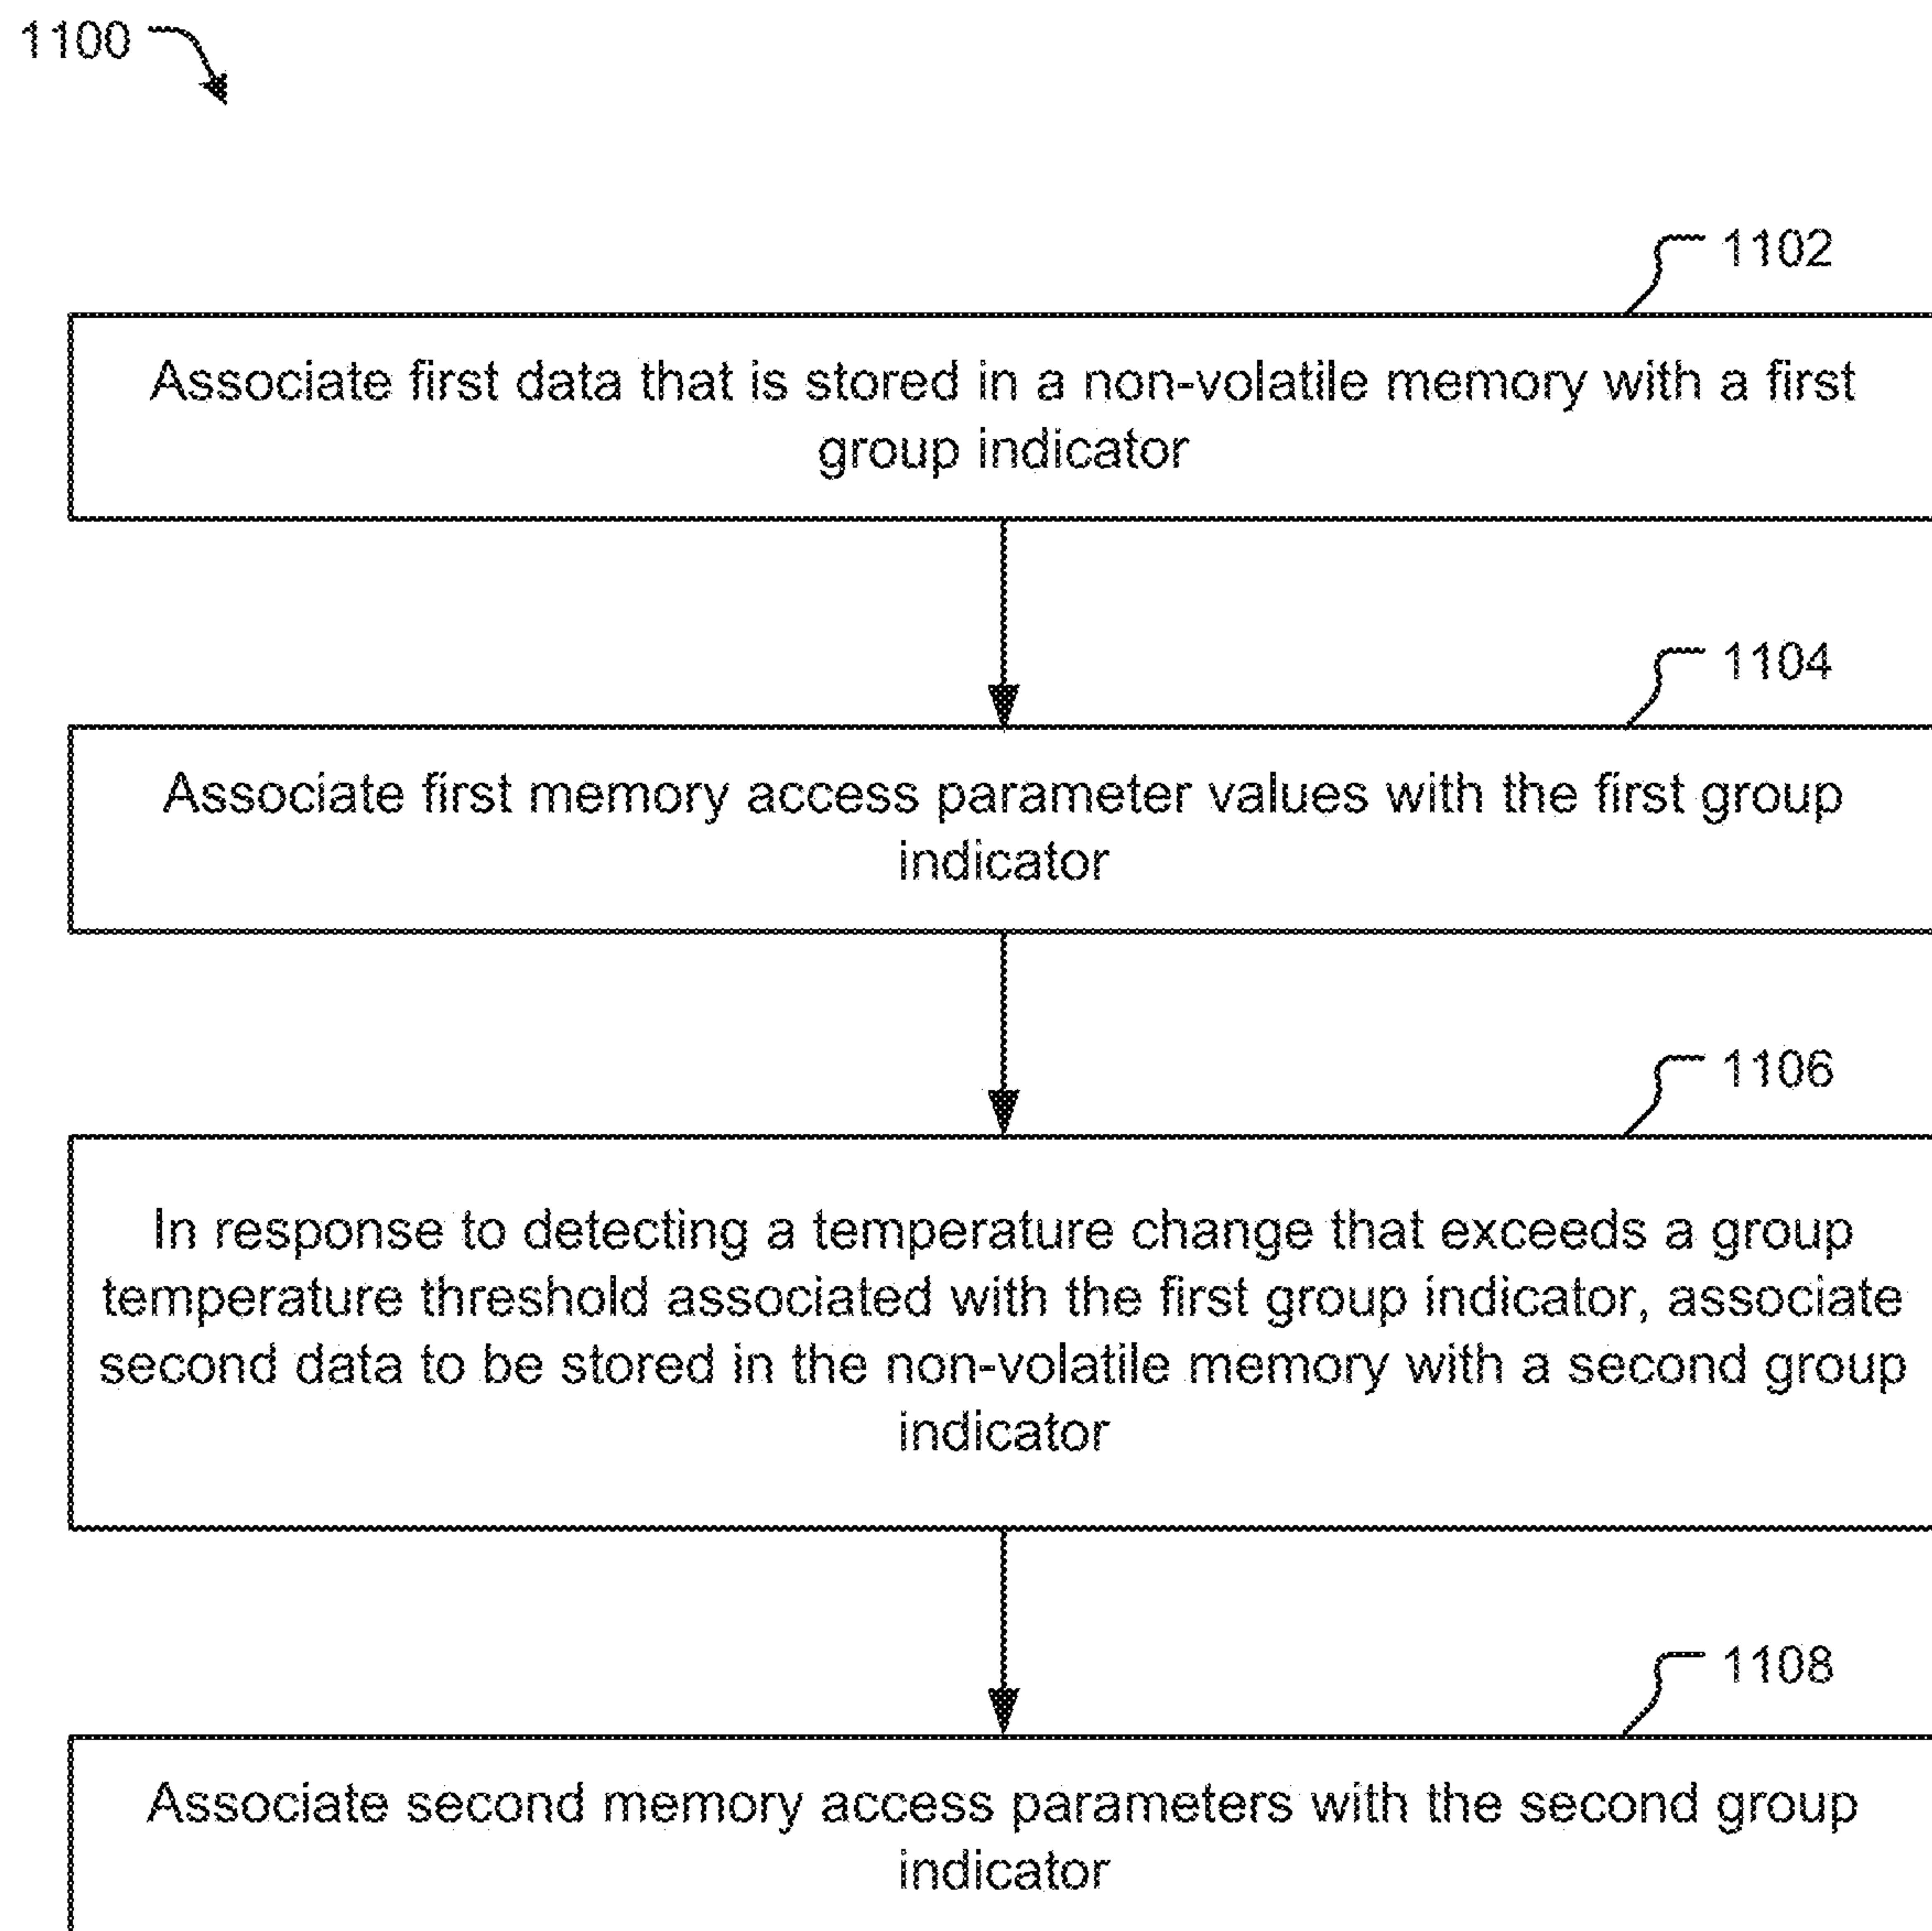 1100
1102
Associate first data that is stored in a non-volatile memory with a first
group indicator
1104
Associate first memory access parameter values with the first group
indicator
1106
In response to detecting a temperature change that exceeds a group
temperature threshold associated with the first group indicator, associate
second data to be stored in the non-volatile memory with a second group
indicator
1108
Associate second memory access parameters with the second group
indicator